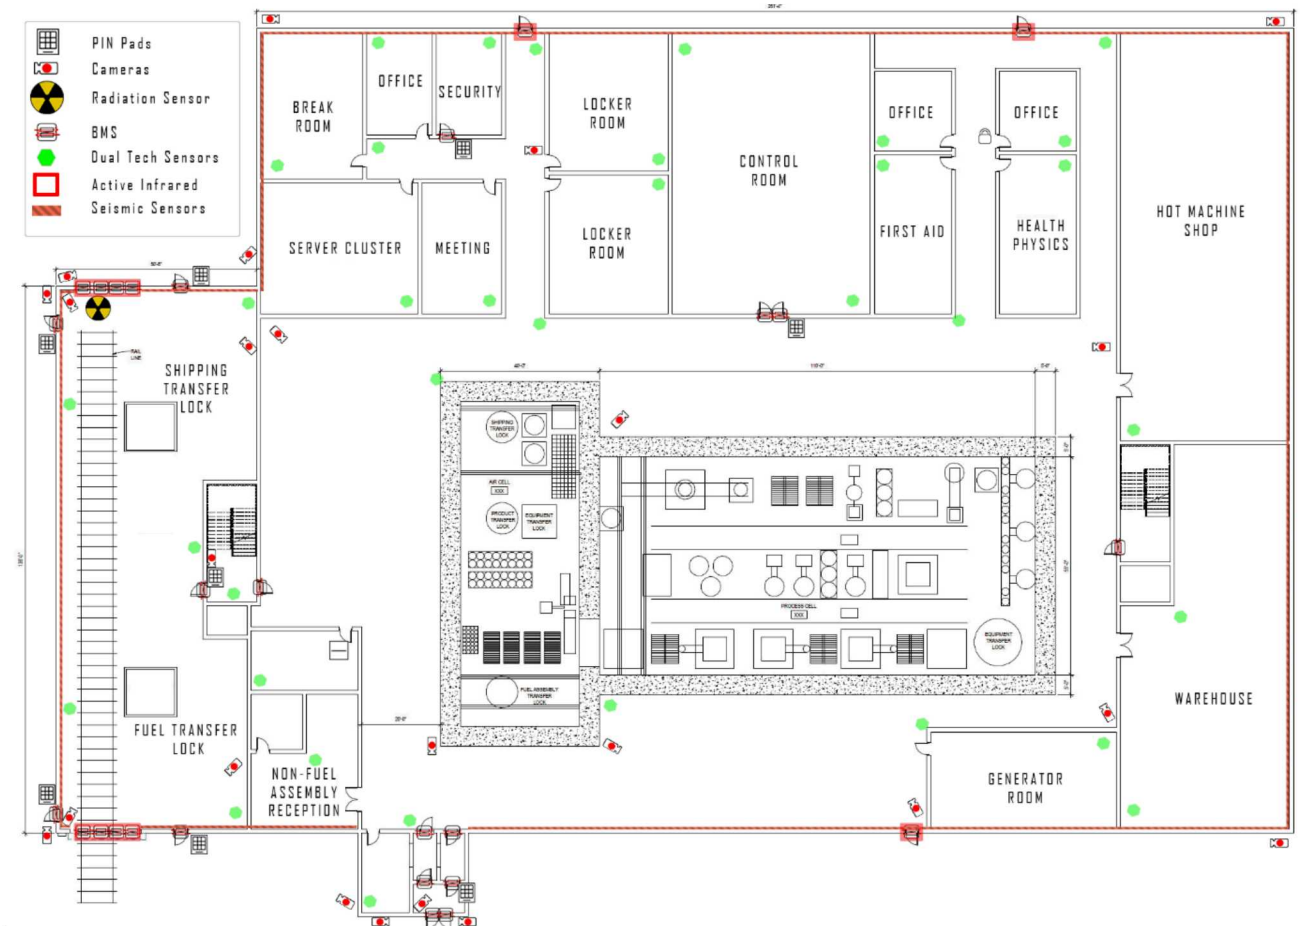 PIN Pads
Cameras
Radiation Sensor
BMS
Dual Tech Sensors
Active Infrared
Seismic Sensors
BREAK
ROOM
OFFICE
SECURITY
LOCKER
ROOM
CONTROL
ROOM
OFFICE
OFFICE
HOT MACHINE
SHOP
SERVER CLUSTER
MEETING
LOCKER
ROOM
FIRST AID
HEALTH
PHYSICS
RAIL
LINE
SHIPPING
TRANSFER
LOCK
SHIPPING
TRANSFER
LOCK
AIR CELL
XXX
PRODUCT
TRANSFER
LOCK
EQUIPMENT
TRANSFER
LOCK
PROCESS CELL
XXX
EQUIPMENT
TRANSFER
LOCK
FUEL ASSEMBLY
TRANSFER
LOCK
FUEL TRANSFER
LOCK
NON-FUEL
ASSEMBLY
RECEPTION
GENERATOR
ROOM
WAREHOUSE